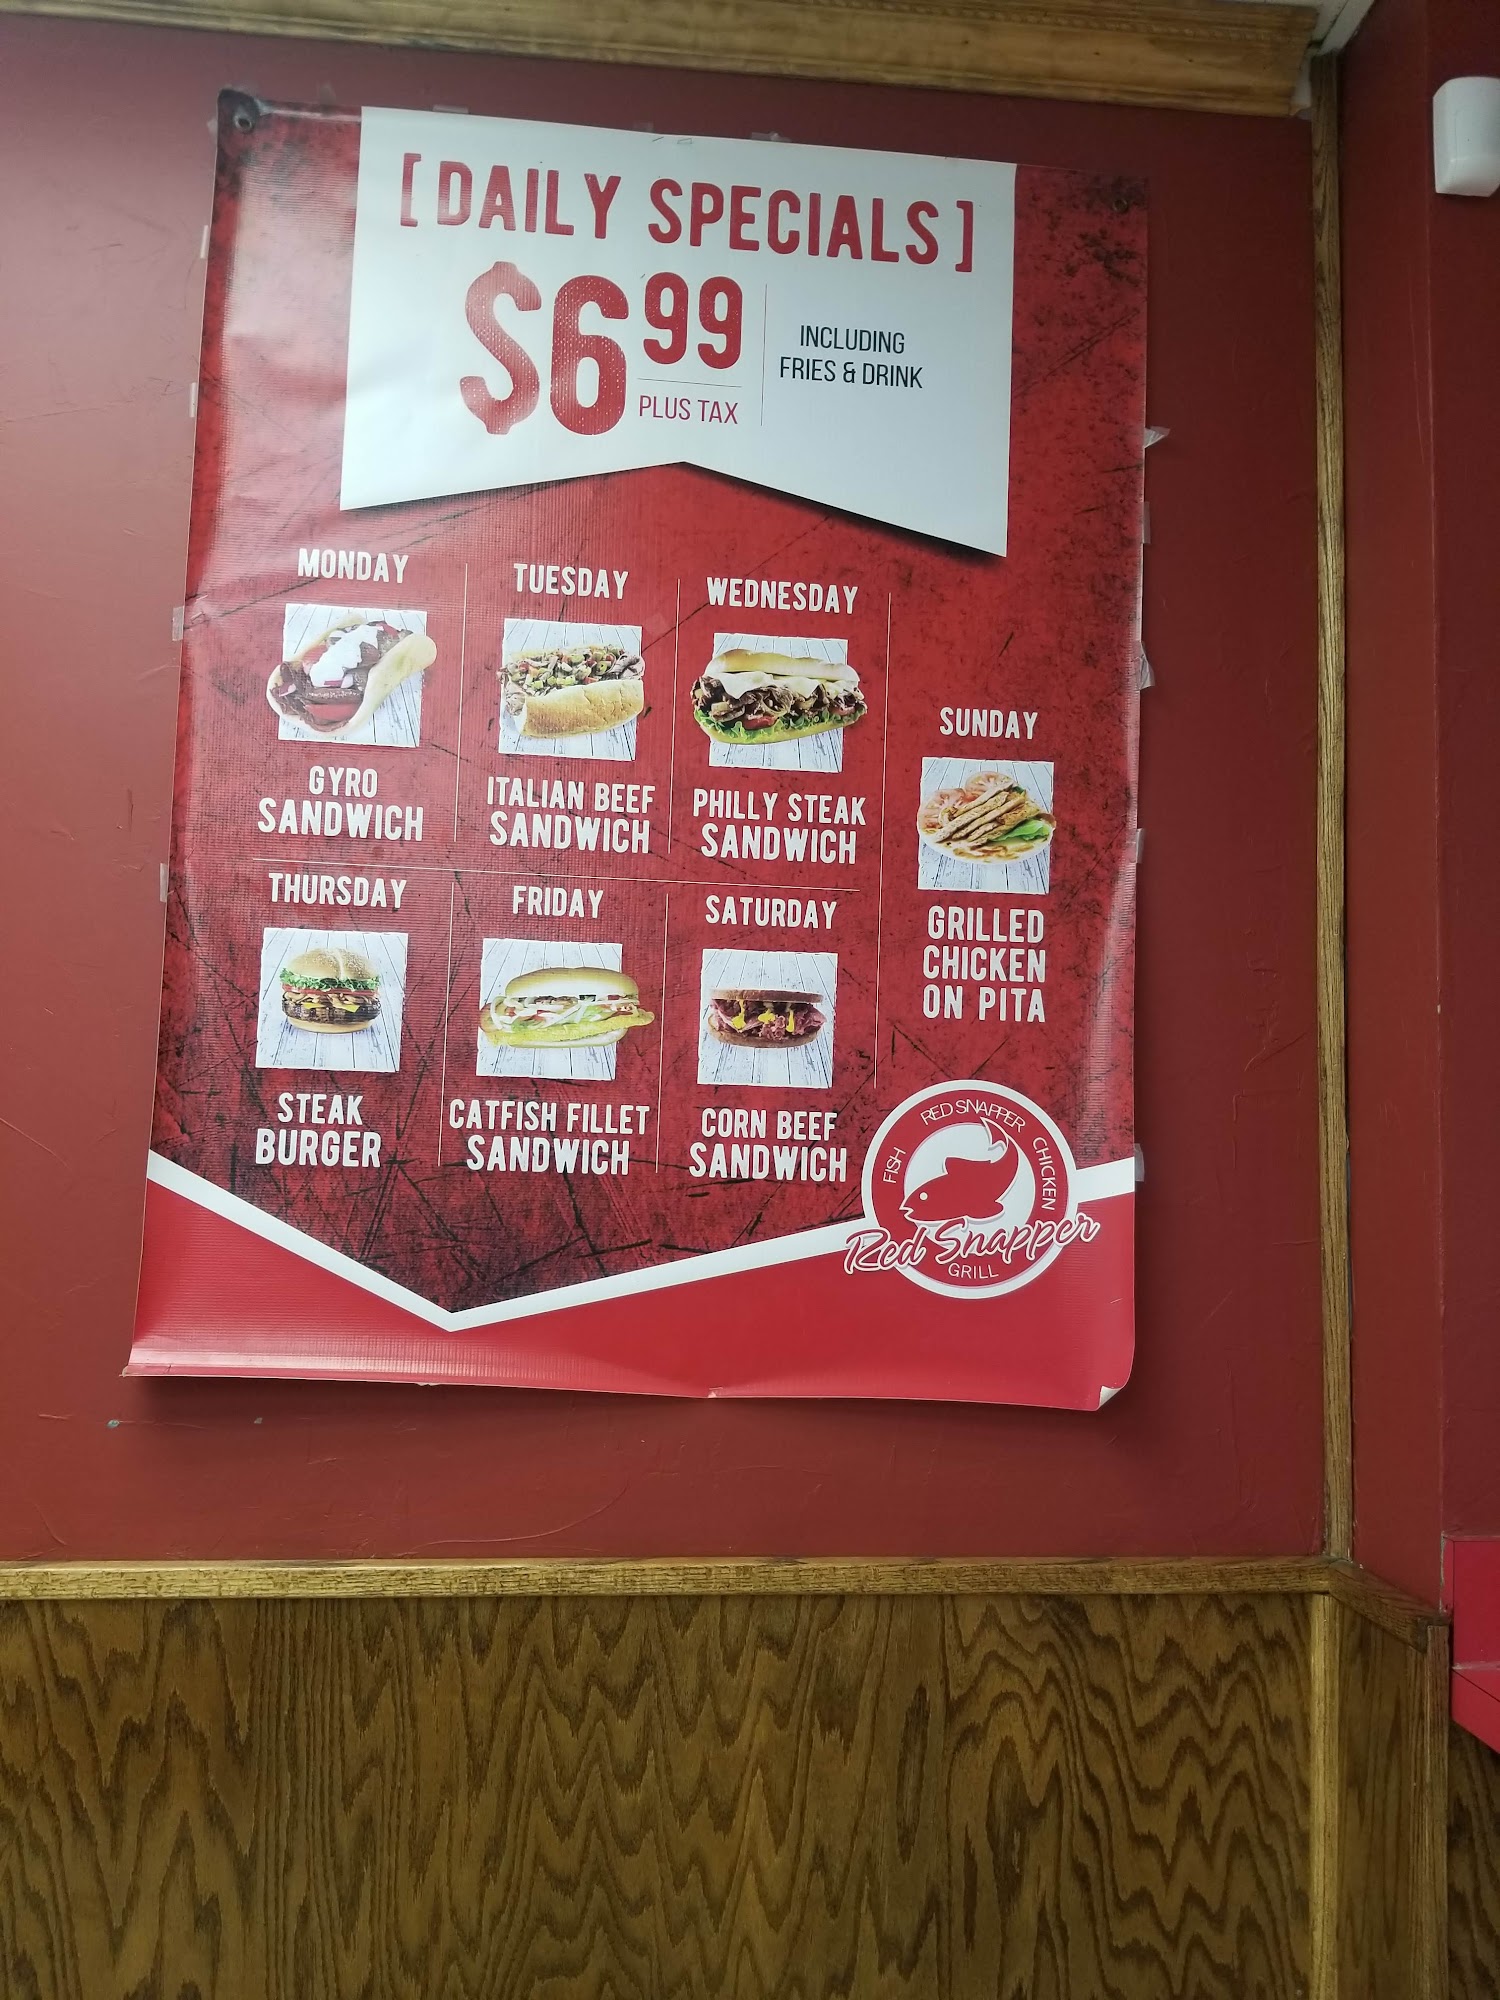 [DAILY SPECIALS]
$6.99
PLUS TAX
INCLUDING
FRIES & DRINK
MONDAY
GYRO
SANDWICH
TUESDAY
ITALIAN BEEF
SANDWICH
WEDNESDAY
PHILLY STEAK
SANDWICH
THURSDAY
STEAK
BURGER
FRIDAY
CATFISH FILLET
SANDWICH
SATURDAY
CORN BEEF
SANDWICH
SUNDAY
GRILLED
CHICKEN
ON PITA
FISH RED SNAPPER CHICKEN
Red Snapper
GRILL